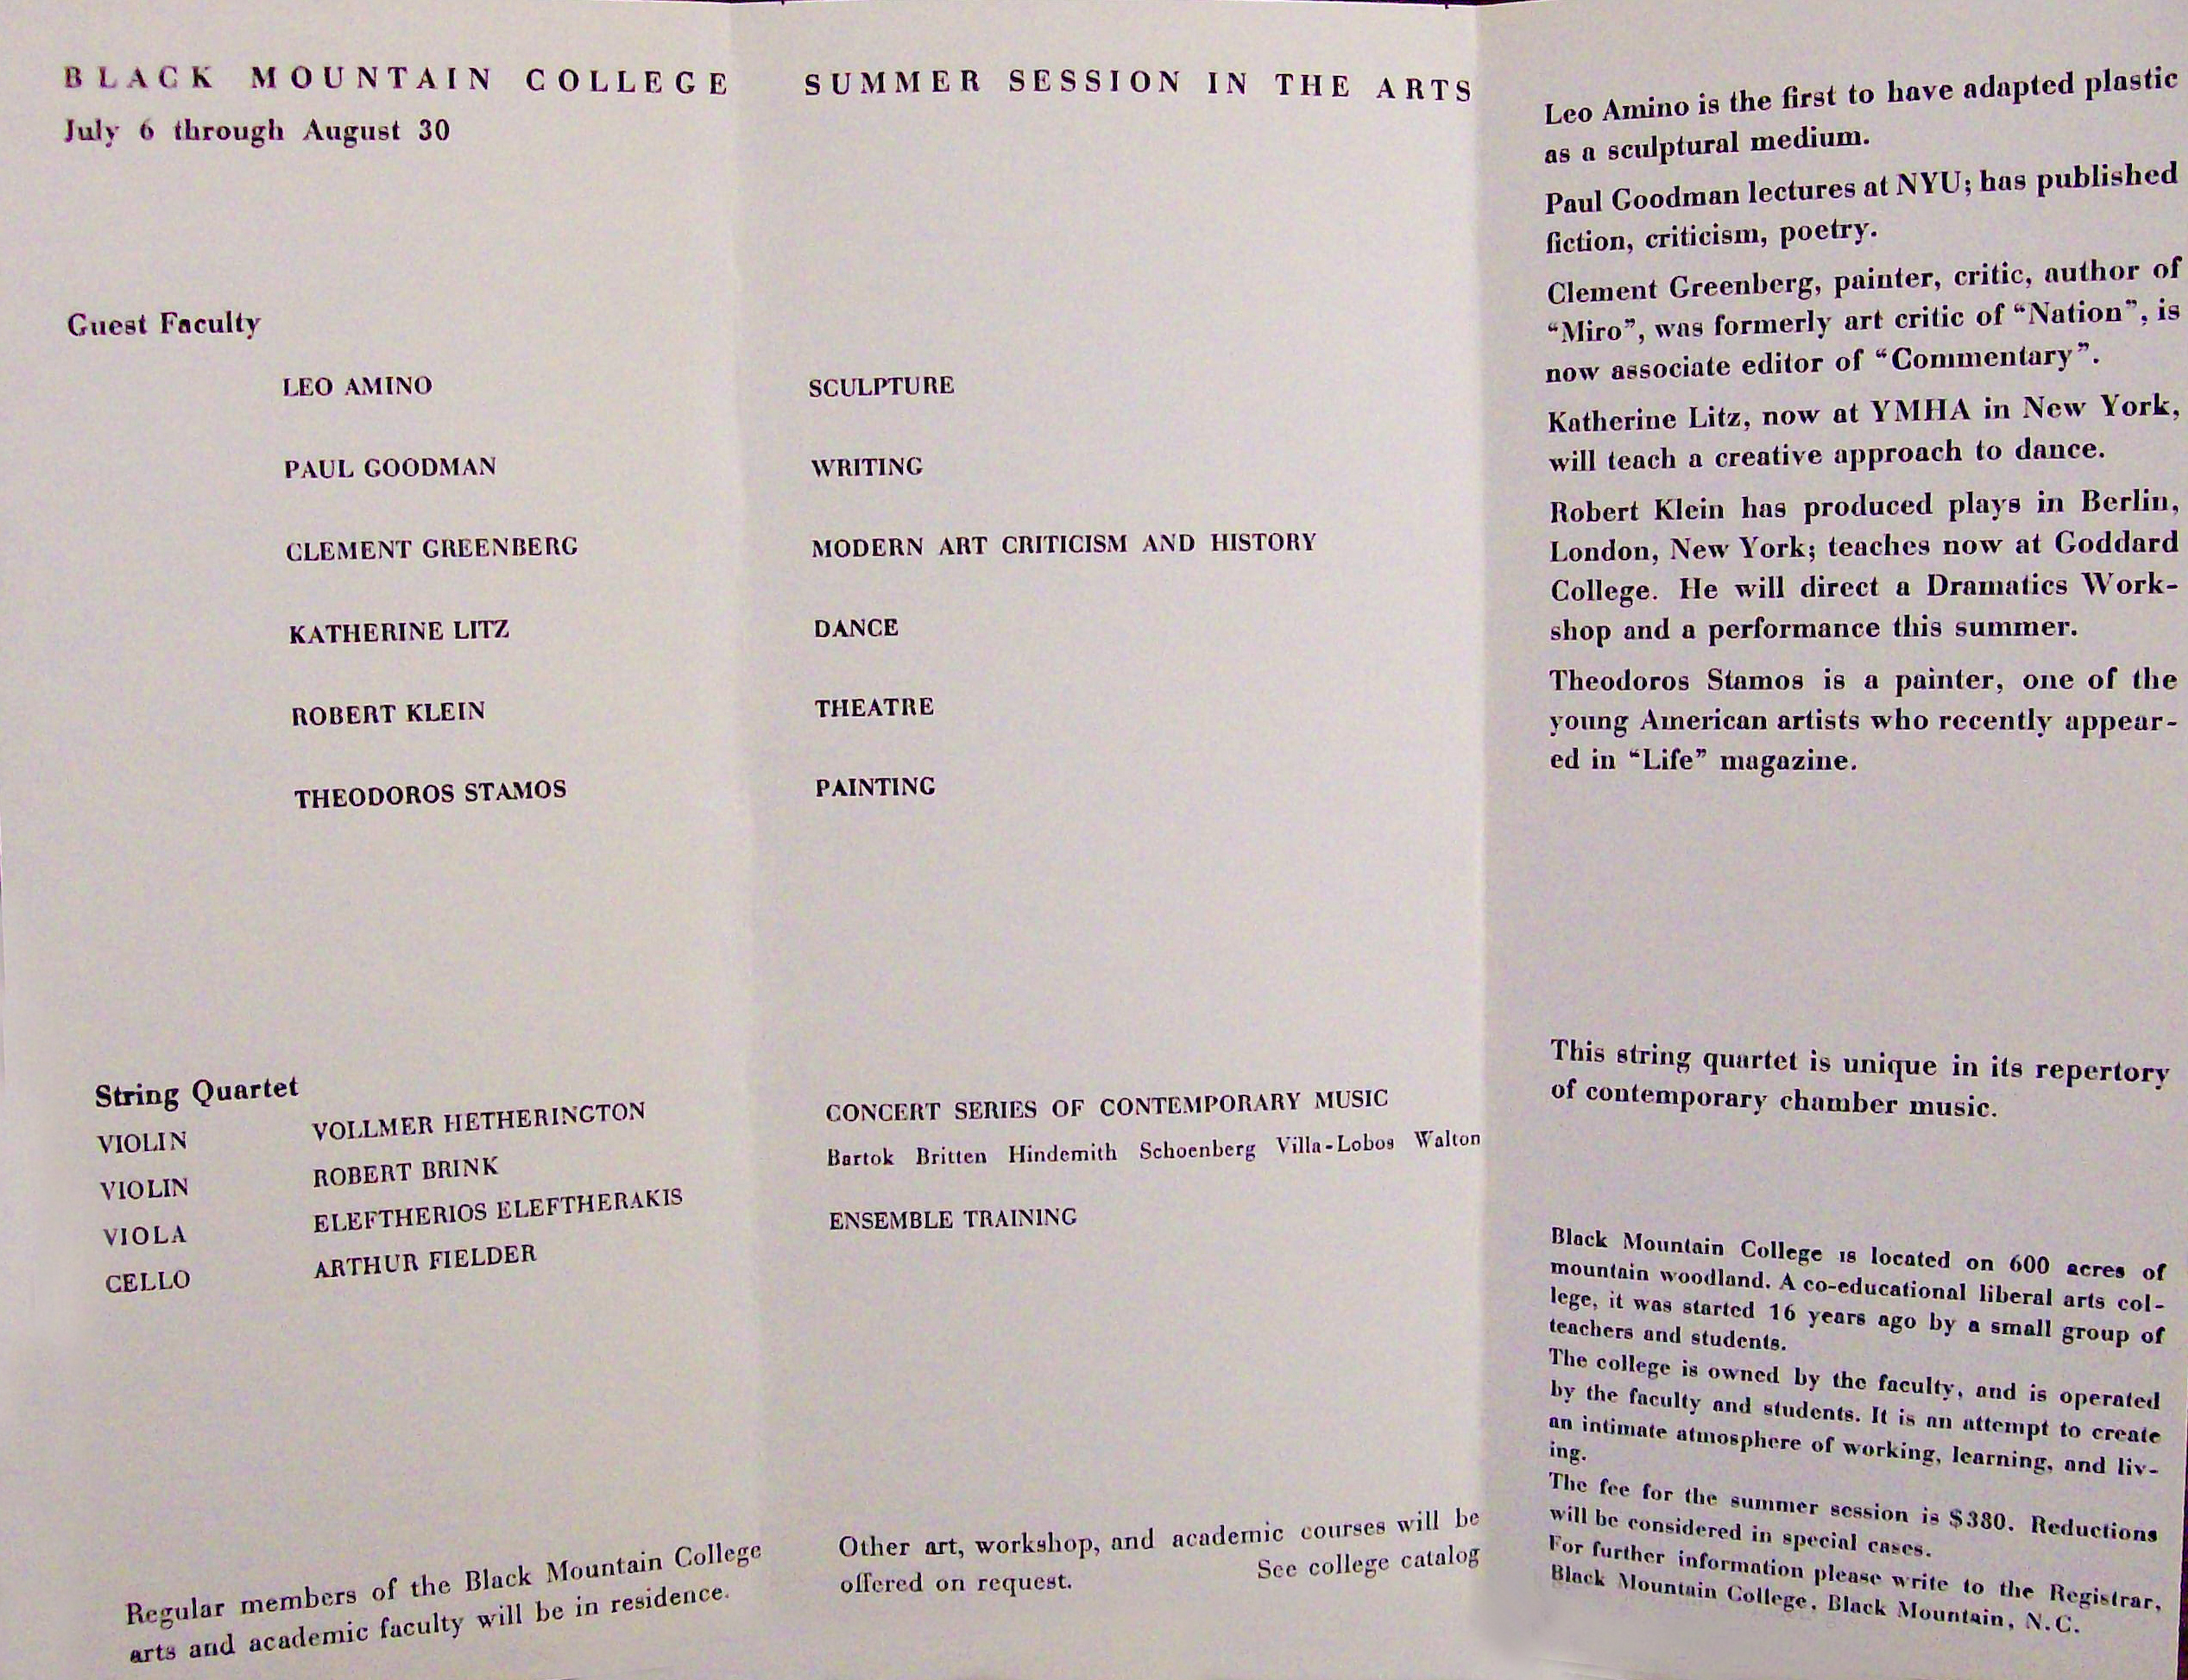 BLACK MOUNTAIN COLLEGE SUMMER SESSION IN THE ARTS
July 6 through August 30
Guest Faculty
LEO AMINO SCULPTURE
PAUL GOODMAN WRITING
CLEMENT GREENBERG MODERN ART CRITICISM AND HISTORY
KATHERINE LITZ DANCE
ROBERT KLEIN THEATRE
THEODOROS STAMOS PAINTING
String Quartet
VIOLIN VOLLMER HETHERINGTON
VIOLIN ROBERT BRINK
VIOLA ELEFTHERIOS ELEFTHERAKIS
CELLO ARTHUR FIELDER
CONCERT SERIES OF CONTEMPORARY MUSIC
Bartok Britten Hindemith Schoenberg Villa-Lobos Walton
ENSEMBLE TRAINING
Regular members of the Black Mountain College
arts and academic faculty will be in residence.
Other art, workshop, and academic courses will be
offered on request. See college catalog
Leo Amino is the first to have adapted plastic
as a sculptural medium.
Paul Goodman lectures at NYU; has published
fiction, criticism, poetry.
Clement Greenberg, painter, critic, author of
“Miro”, was formerly art critic of “Nation”, is
now associate editor of “Commentary”.
Katherine Litz, now at YMHA in New York,
will teach a creative approach to dance.
Robert Klein has produced plays in Berlin,
London, New York; teaches now at Goddard
College. He will direct a Dramatics Work-
shop and a performance this summer.
Theodoros Stamos is a painter, one of the
young American artists who recently appear-
ed in “Life” magazine.
This string quartet is unique in its repertory
of contemporary chamber music.
Black Mountain College is located on 600 acres of
mountain woodland. A co-educational liberal arts col-
lege, it was started 16 years ago by a small group of
teachers and students.
The college is owned by the faculty, and is operated
by the faculty and students. It is an attempt to create
an intimate atmosphere of working, learning, and liv-
ing.
The fee for the summer session is $380. Reductions
will be considered in special cases.
For further information please write to the Registrar,
Black Mountain College, Black Mountain, N.C.